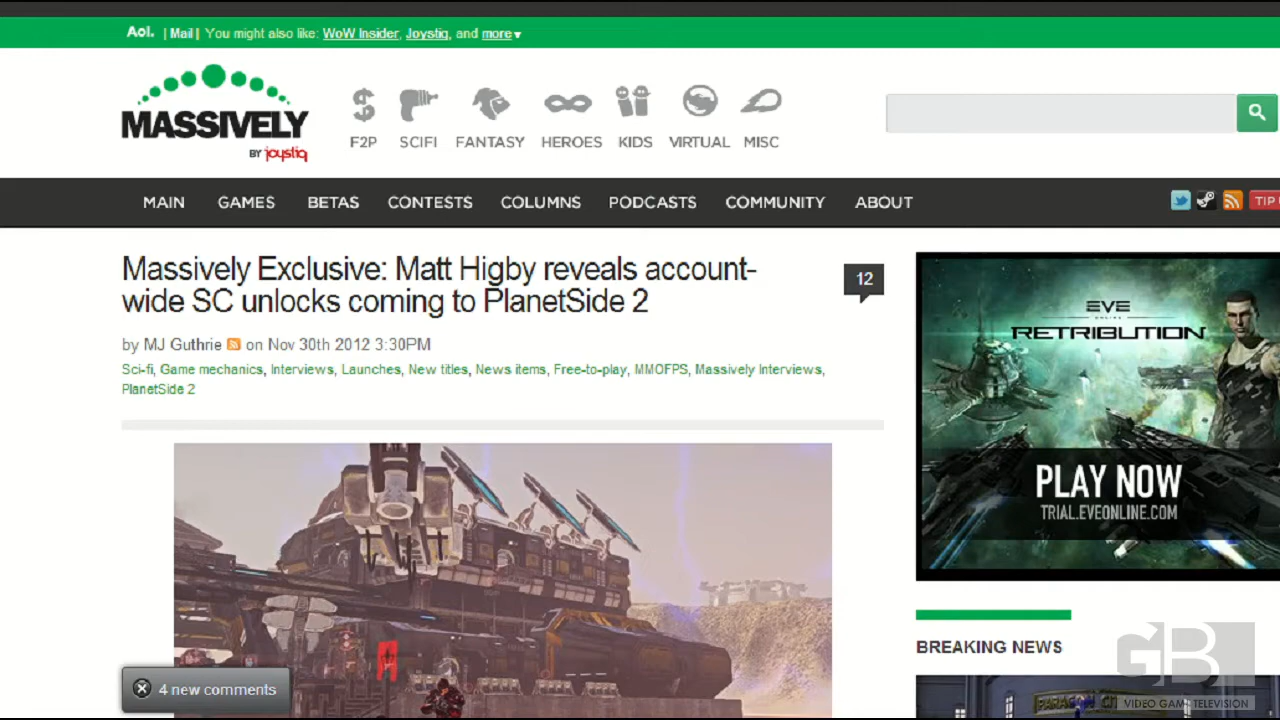 Aol. | Mail | You might also like: WoW Insider, Joystiq, and more
MASSIVELY
BY joystiq
F2P SCIFI FANTASY HEROES KIDS VIRTUAL MISC
MAIN GAMES BETAS CONTESTS COLUMNS PODCASTS COMMUNITY ABOUT TIP
Massively Exclusive: Matt Higby reveals account-
wide SC unlocks coming to PlanetSide 2
12
by MJ Guthrie on Nov 30th 2012 3:30PM
Sci-fi, Game mechanics, Interviews, Launches, New titles, News items, Free-to-play, MMOFPS, Massively Interviews,
PlanetSide 2
EVE
ONLINE
RETRIBUTION
PLAY NOW
TRIAL.EVEONLINE.COM
BREAKING NEWS
4 new comments
GB
VIDEO GAME TELEVISION